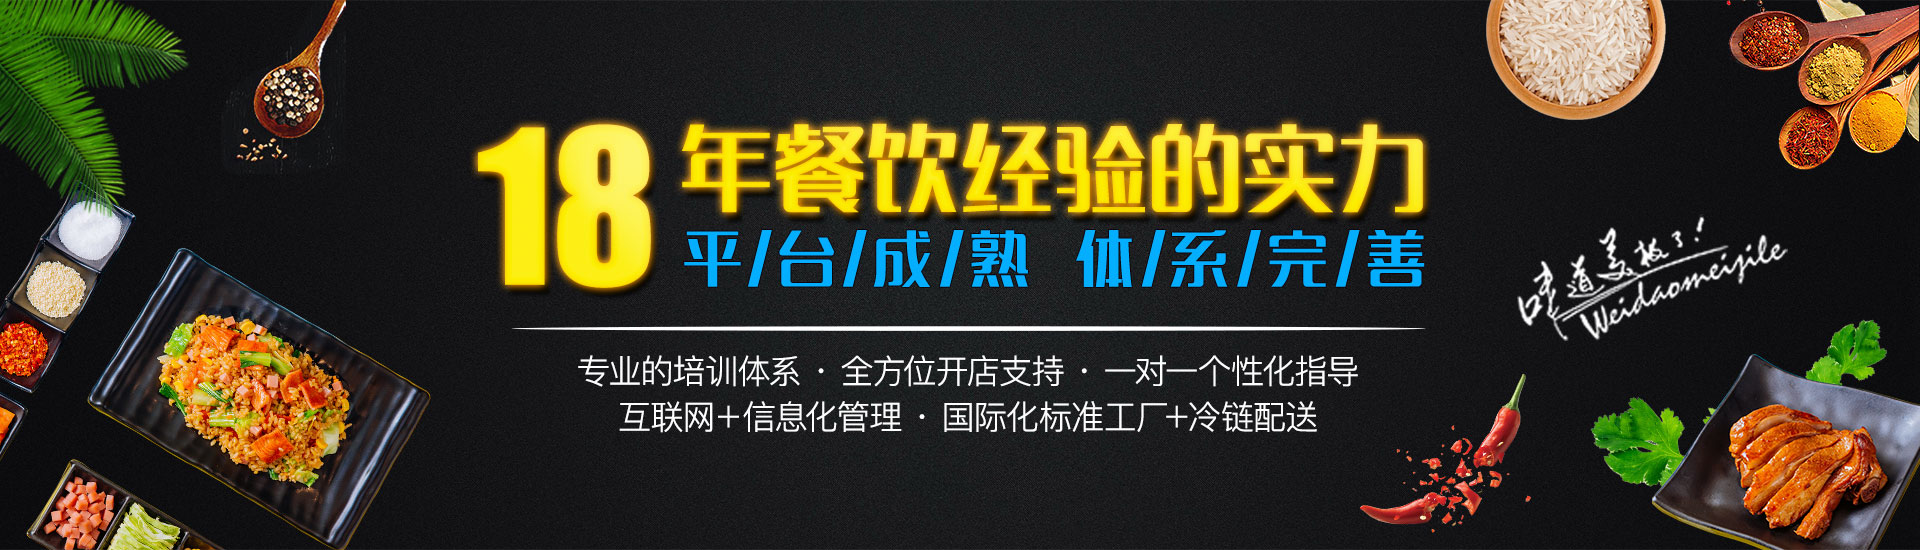 18年餐饮经验的实力
平/台/成/熟 体/系/完/善
专业的培训体系 · 全方位开店支持 · 一对一个性化指导
互联网+信息化管理 · 国际化标准工厂+冷链配送
味道美极了!
Weidaomeijile